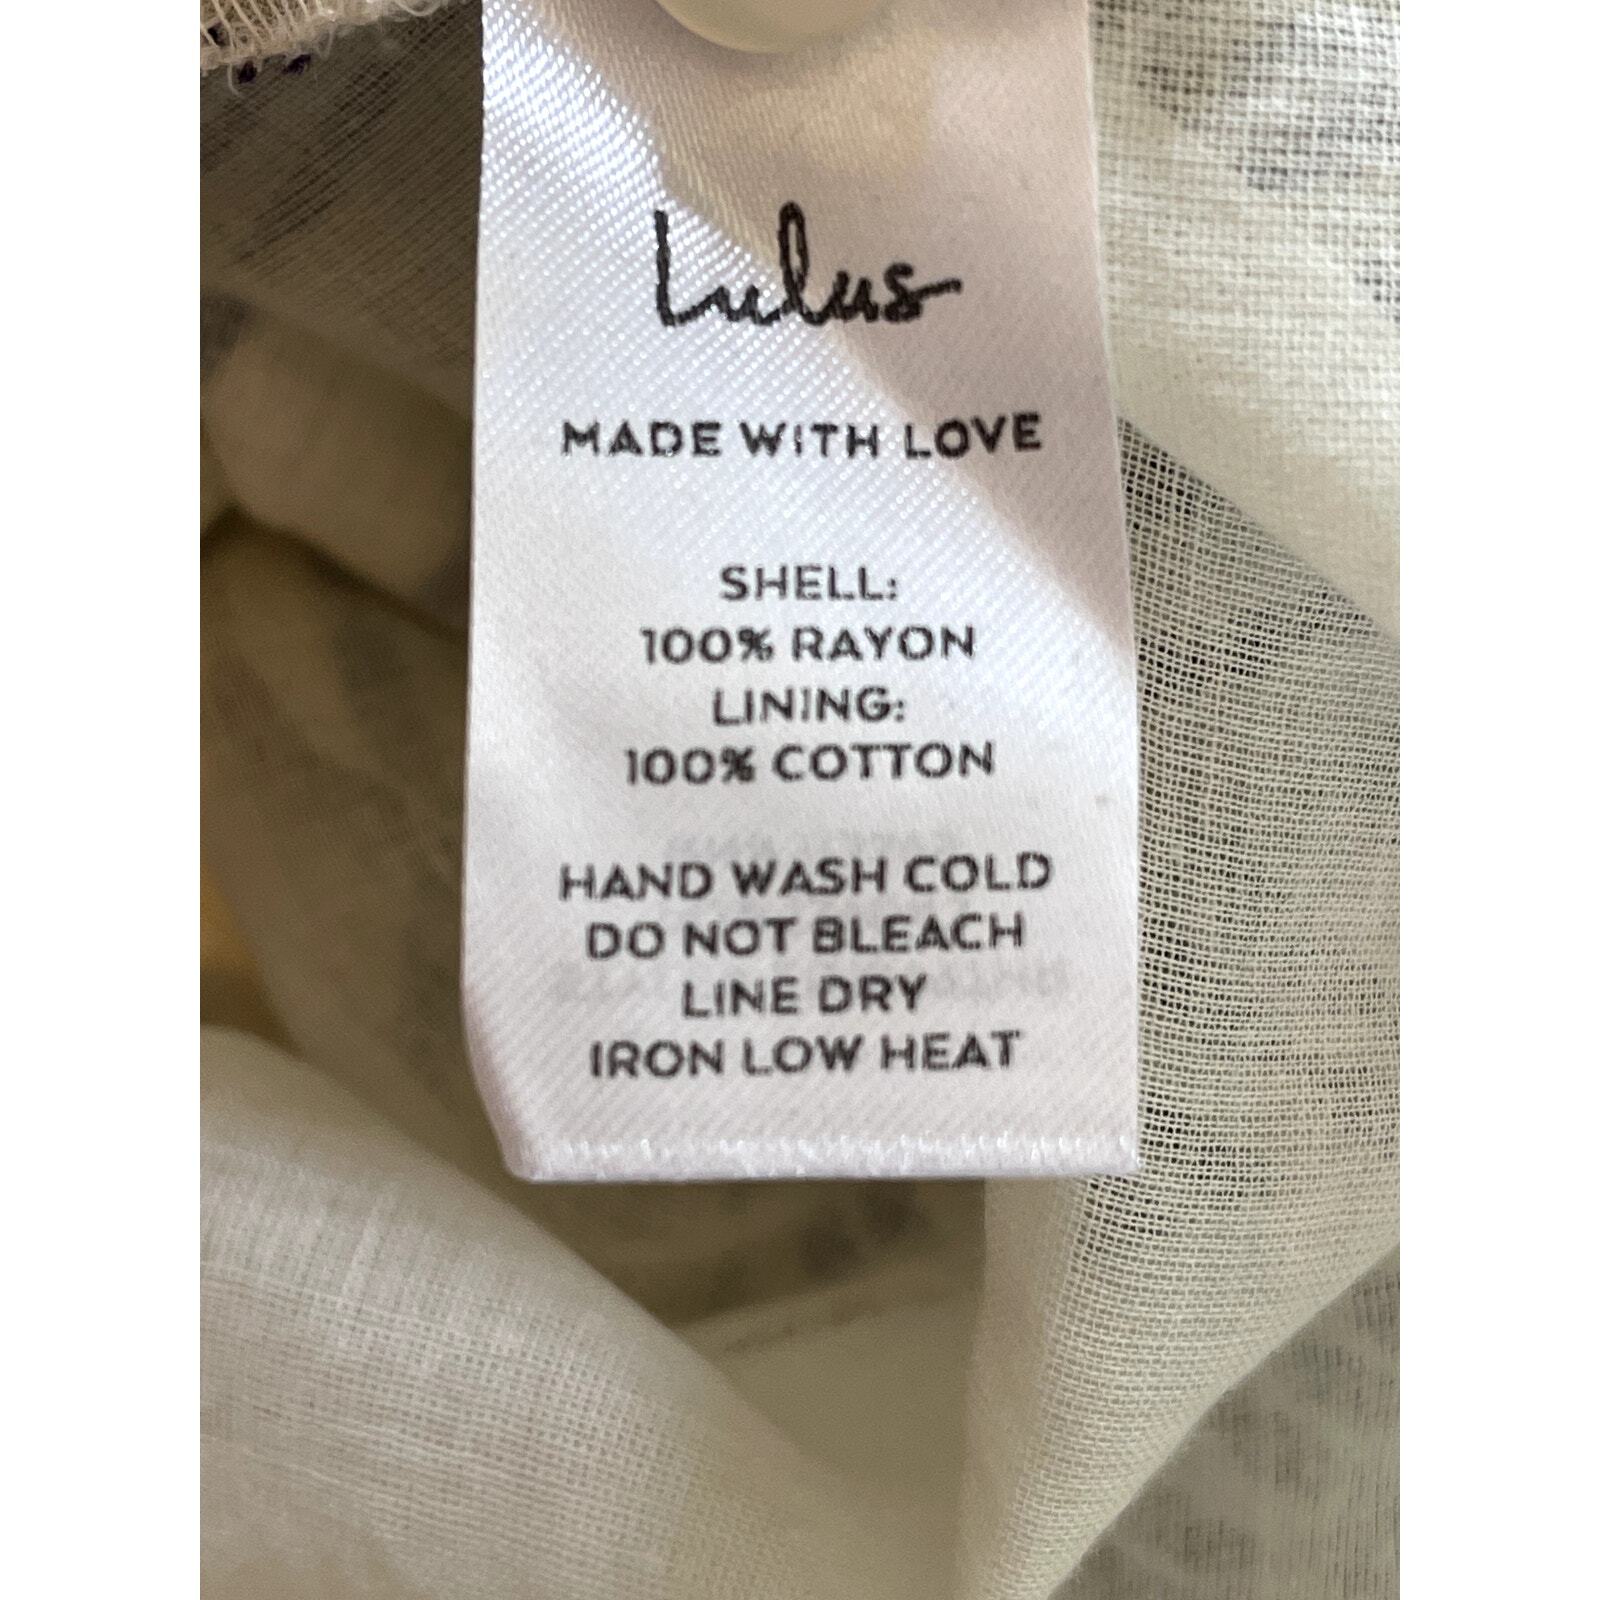 Lulus
MADE WITH LOVE
SHELL:
100% RAYON
LINING:
100% COTTON
HAND WASH COLD
DO NOT BLEACH
LINE DRY
IRON LOW HEAT